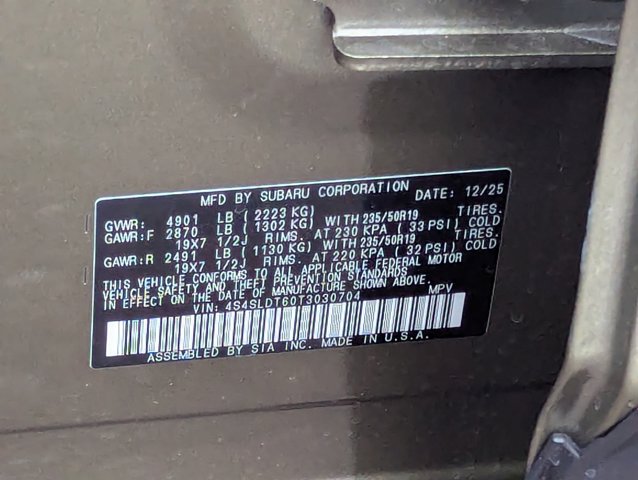 MFD BY SUBARU CORPORATION DATE: 12/25
GVWR: 4901 LB (2223 KG)
GAWR:F 2870 LB (1302 KG) WITH 235/50R19 TIRES.
19X7 1/2J RIMS. AT 230 KPA (33 PSI) COLD
GAWR:R 2491 LB (1130 KG) WITH 235/50R19 TIRES.
19X7 1/2J RIMS. AT 220 KPA (32 PSI) COLD
THIS VEHICLE CONFORMS TO ALL APPLICABLE FEDERAL MOTOR
VEHICLE SAFETY AND THEFT PREVENTION STANDARDS
IN EFFECT ON THE DATE OF MANUFACTURE SHOWN ABOVE.
VIN: 4S4SLDT60T3030704 MPV
ASSEMBLED BY SIA INC. MADE IN U.S.A.